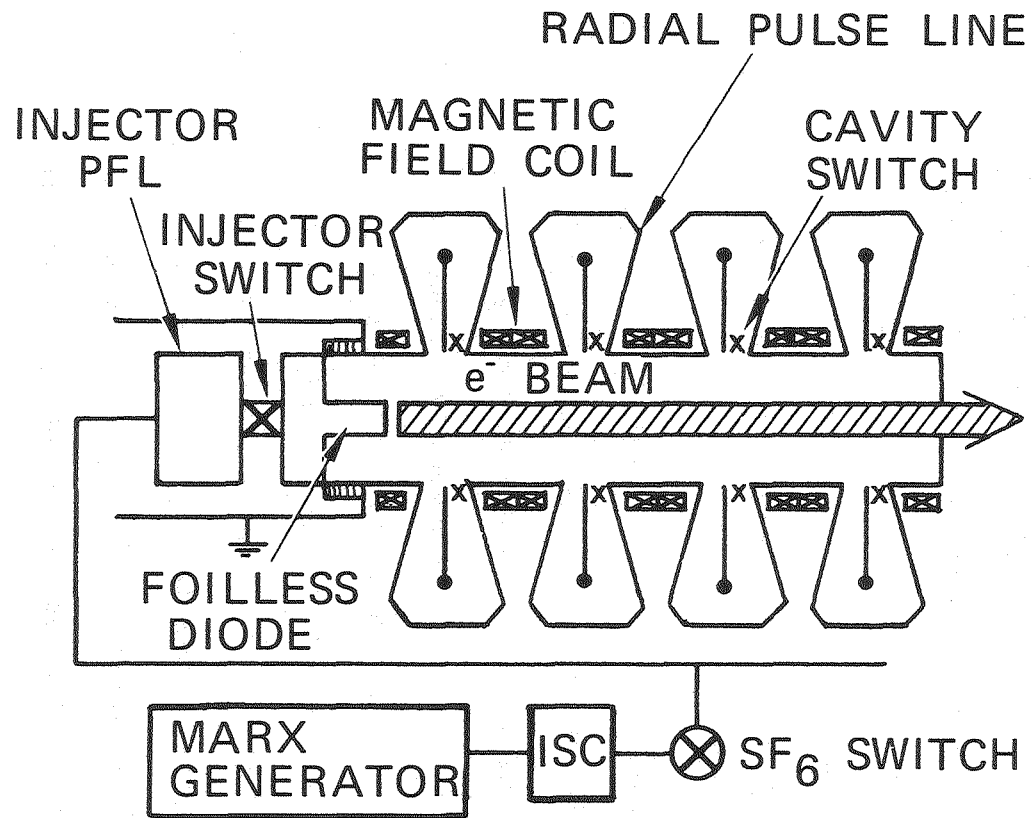 RADIAL PULSE LINE
INJECTOR
PFL
MAGNETIC
FIELD COIL
CAVITY
SWITCH
INJECTOR
SWITCH
e⁻ BEAM
FOILLESS
DIODE
MARX
GENERATOR
ISC
SF₆ SWITCH